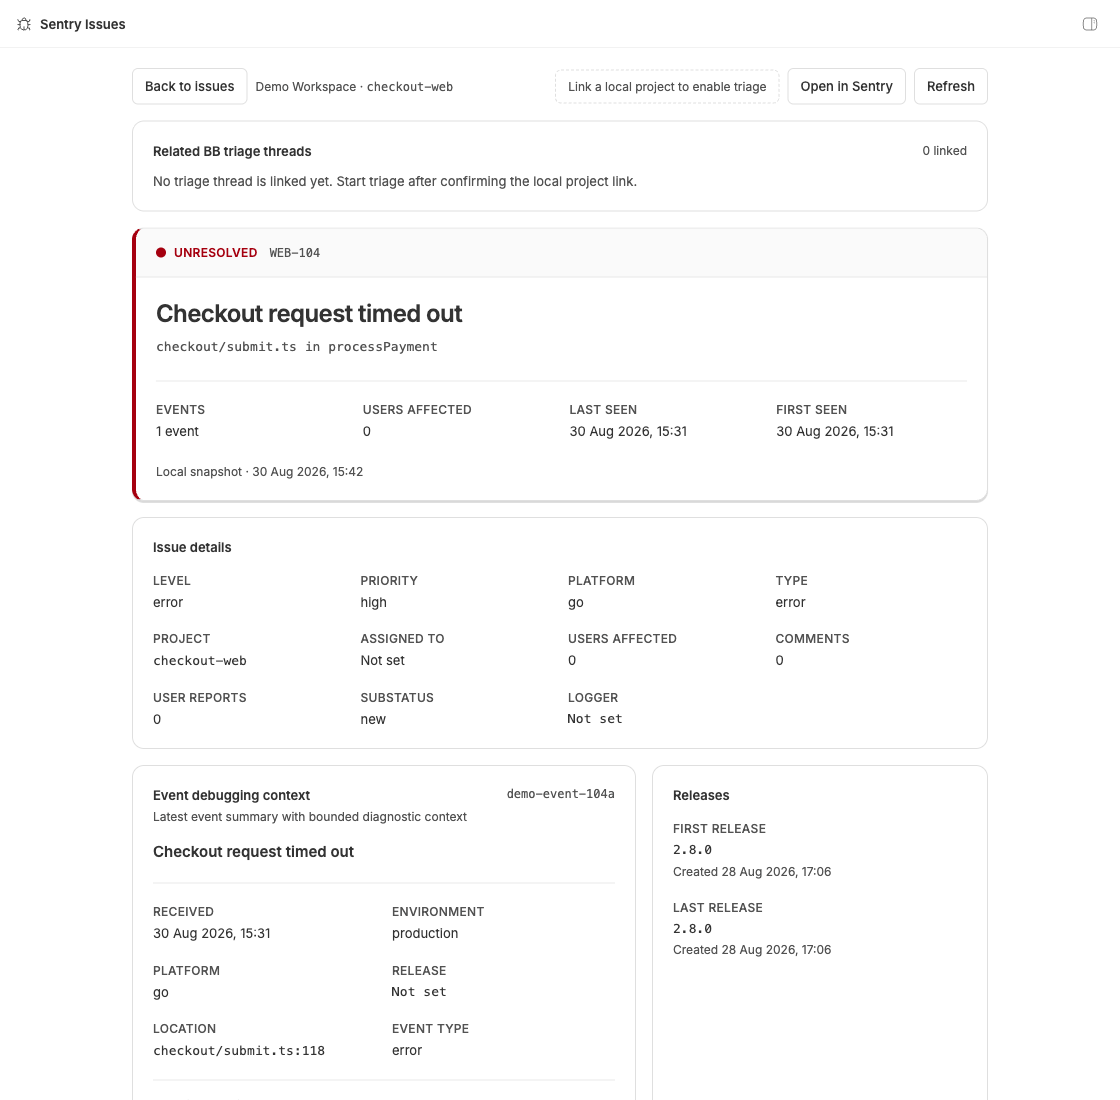 Sentry Issues
Back to issues
Demo Workspace · checkout-web
Link a local project to enable triage
Open in Sentry
Refresh
Related BB triage threads
0 linked
No triage thread is linked yet. Start triage after confirming the local project link.
UNRESOLVED WEB-104
Checkout request timed out
checkout/submit.ts in processPayment
EVENTS
1 event
USERS AFFECTED
0
LAST SEEN
30 Aug 2026, 15:31
FIRST SEEN
30 Aug 2026, 15:31
Local snapshot · 30 Aug 2026, 15:42
Issue details
LEVEL
error
PRIORITY
high
PLATFORM
go
TYPE
error
PROJECT
checkout-web
ASSIGNED TO
Not set
USERS AFFECTED
0
COMMENTS
0
USER REPORTS
0
SUBSTATUS
new
LOGGER
Not set
Event debugging context
demo-event-104a
Latest event summary with bounded diagnostic context
Checkout request timed out
RECEIVED
30 Aug 2026, 15:31
ENVIRONMENT
production
PLATFORM
go
RELEASE
Not set
LOCATION
checkout/submit.ts:118
EVENT TYPE
error
Releases
FIRST RELEASE
2.8.0
Created 28 Aug 2026, 17:06
LAST RELEASE
2.8.0
Created 28 Aug 2026, 17:06